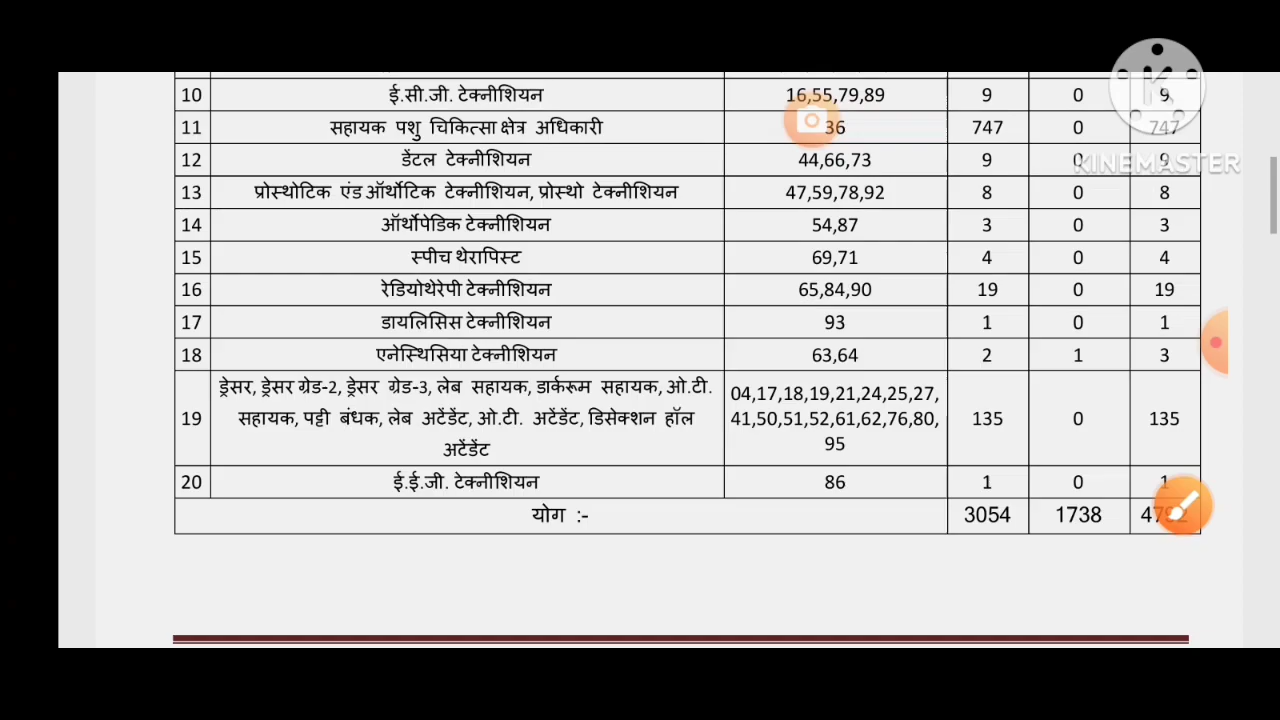 10 ई.सी.जी. टेक्नीशियन 16,55,79,89 9 0 9
11 सहायक पशु चिकित्सा क्षेत्र अधिकारी 36 747 0 747
12 डेंटल टेक्नीशियन 44,66,73 9 0 9
KINEMASTER
13 प्रोस्थोटिक एंड ऑर्थोटिक टेक्नीशियन, प्रोस्थो टेक्नीशियन 47,59,78,92 8 0 8
14 ऑर्थोपेडिक टेक्नीशियन 54,87 3 0 3
15 स्पीच थेरापिस्ट 69,71 4 0 4
16 रेडियोथेरेपी टेक्नीशियन 65,84,90 19 0 19
17 डायलिसिस टेक्नीशियन 93 1 0 1
18 एनेस्थिसिया टेक्नीशियन 63,64 2 1 3
19 ड्रेसर, ड्रेसर ग्रेड-2, ड्रेसर ग्रेड-3, लेब सहायक, डार्करूम सहायक, ओ.टी.
सहायक, पट्टी बंधक, लेब अटेंडेंट, ओ.टी. अटेंडेंट, डिसेक्शन हॉल
अटेंडेंट
04,17,18,19,21,24,25,27,
41,50,51,52,61,62,76,80,
95
135 0 135
20 ई.ई.जी. टेक्नीशियन 86 1 0 1
योग :- 3054 1738 4792